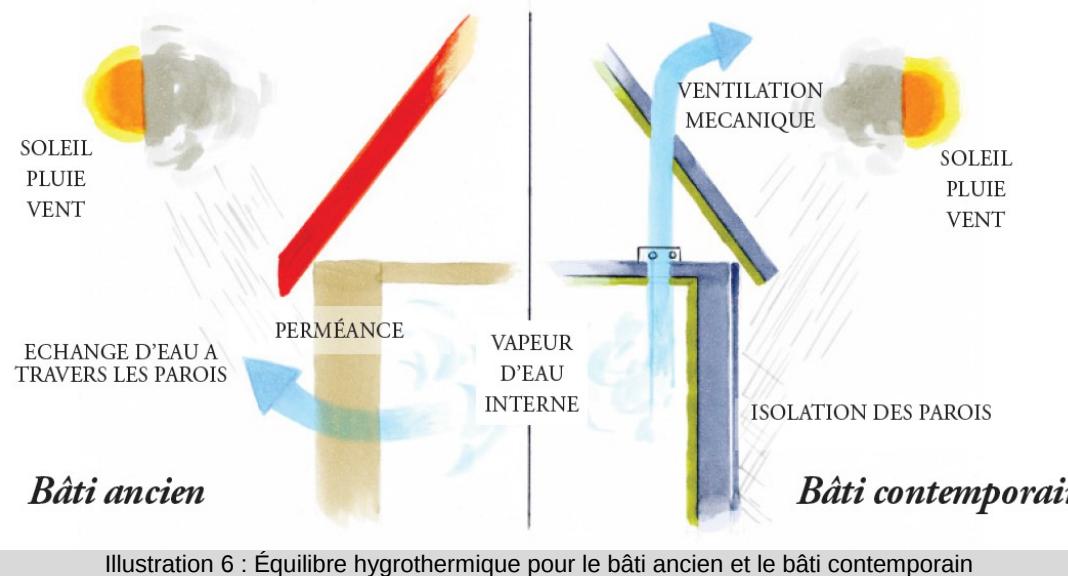 SOLEIL
PLUIE
VENT
PERMÉANCE
ECHANGE D'EAU A
TRAVERS LES PAROIS
Bâti ancien
VAPEUR
D'EAU
INTERNE
VENTILATION
MECANIQUE
SOLEIL
PLUIE
VENT
ISOLATION DES PAROIS
Bâti contemporai
Illustration 6 : Équilibre hygrothermique pour le bâti ancien et le bâti contemporain